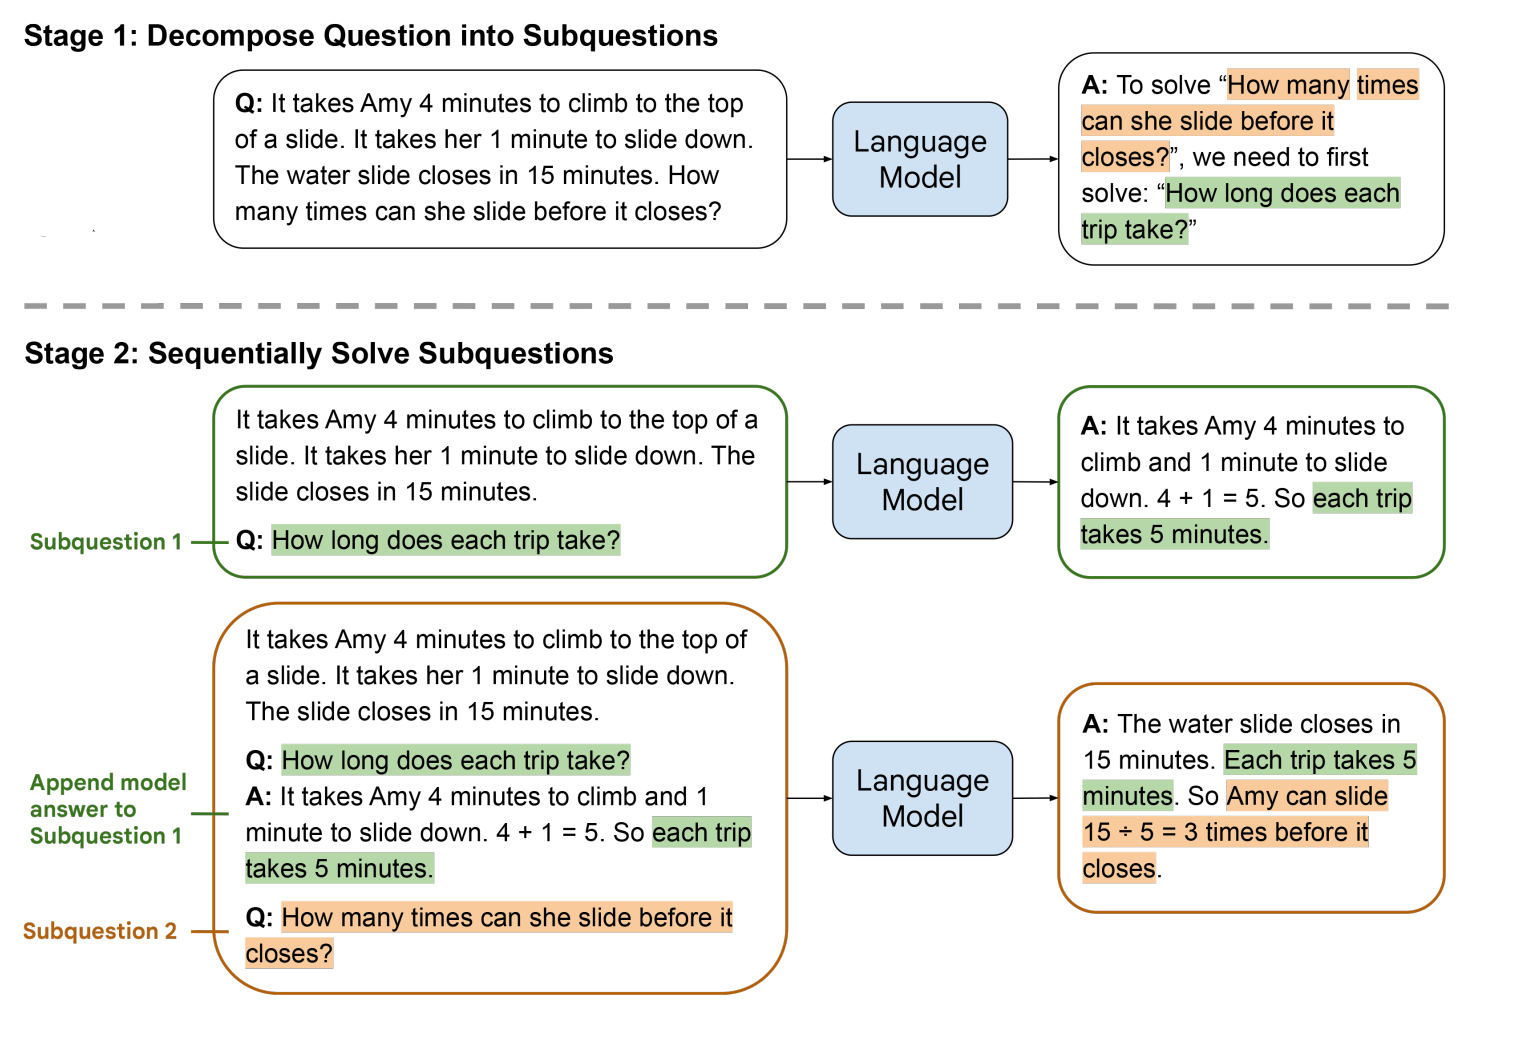 Stage 1: Decompose Question into Subquestions
Q: It takes Amy 4 minutes to climb to the top
of a slide. It takes her 1 minute to slide down.
The water slide closes in 15 minutes. How
many times can she slide before it closes?
Language
Model
A: To solve “How many times
can she slide before it
closes?”, we need to first
solve: “How long does each
trip take?”
Stage 2: Sequentially Solve Subquestions
It takes Amy 4 minutes to climb to the top of a
slide. It takes her 1 minute to slide down. The
slide closes in 15 minutes.
Subquestion 1
Q: How long does each trip take?
Language
Model
A: It takes Amy 4 minutes to
climb and 1 minute to slide
down. 4 + 1 = 5. So each trip
takes 5 minutes.
It takes Amy 4 minutes to climb to the top of
a slide. It takes her 1 minute to slide down.
The slide closes in 15 minutes.
Append model
answer to
Subquestion 1
Q: How long does each trip take?
A: It takes Amy 4 minutes to climb and 1
minute to slide down. 4 + 1 = 5. So each trip
takes 5 minutes.
Subquestion 2
Q: How many times can she slide before it
closes?
Language
Model
A: The water slide closes in
15 minutes. Each trip takes 5
minutes. So Amy can slide
15 ÷ 5 = 3 times before it
closes.